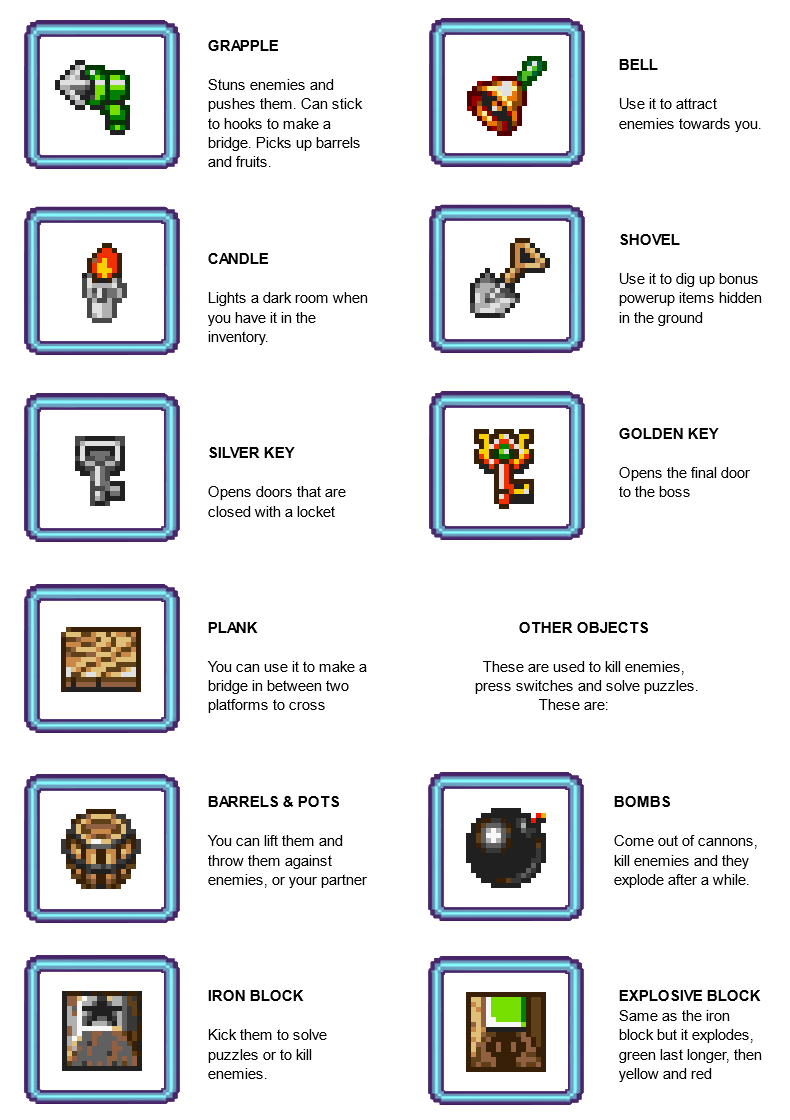 GRAPPLE
Stuns enemies and
pushes them. Can stick
to hooks to make a
bridge. Picks up barrels
and fruits.
BELL
Use it to attract
enemies towards you.
CANDLE
Lights a dark room when
you have it in the
inventory.
SHOVEL
Use it to dig up bonus
powerup items hidden
in the ground
SILVER KEY
Opens doors that are
closed with a locket
GOLDEN KEY
Opens the final door
to the boss
PLANK
You can use it to make a
bridge in between two
platforms to cross
OTHER OBJECTS
These are used to kill enemies,
press switches and solve puzzles.
These are:
BARRELS & POTS
You can lift them and
throw them against
enemies, or your partner
BOMBS
Come out of cannons,
kill enemies and they
explode after a while.
IRON BLOCK
Kick them to solve
puzzles or to kill
enemies.
EXPLOSIVE BLOCK
Same as the iron
block but it explodes,
green last longer, then
yellow and red